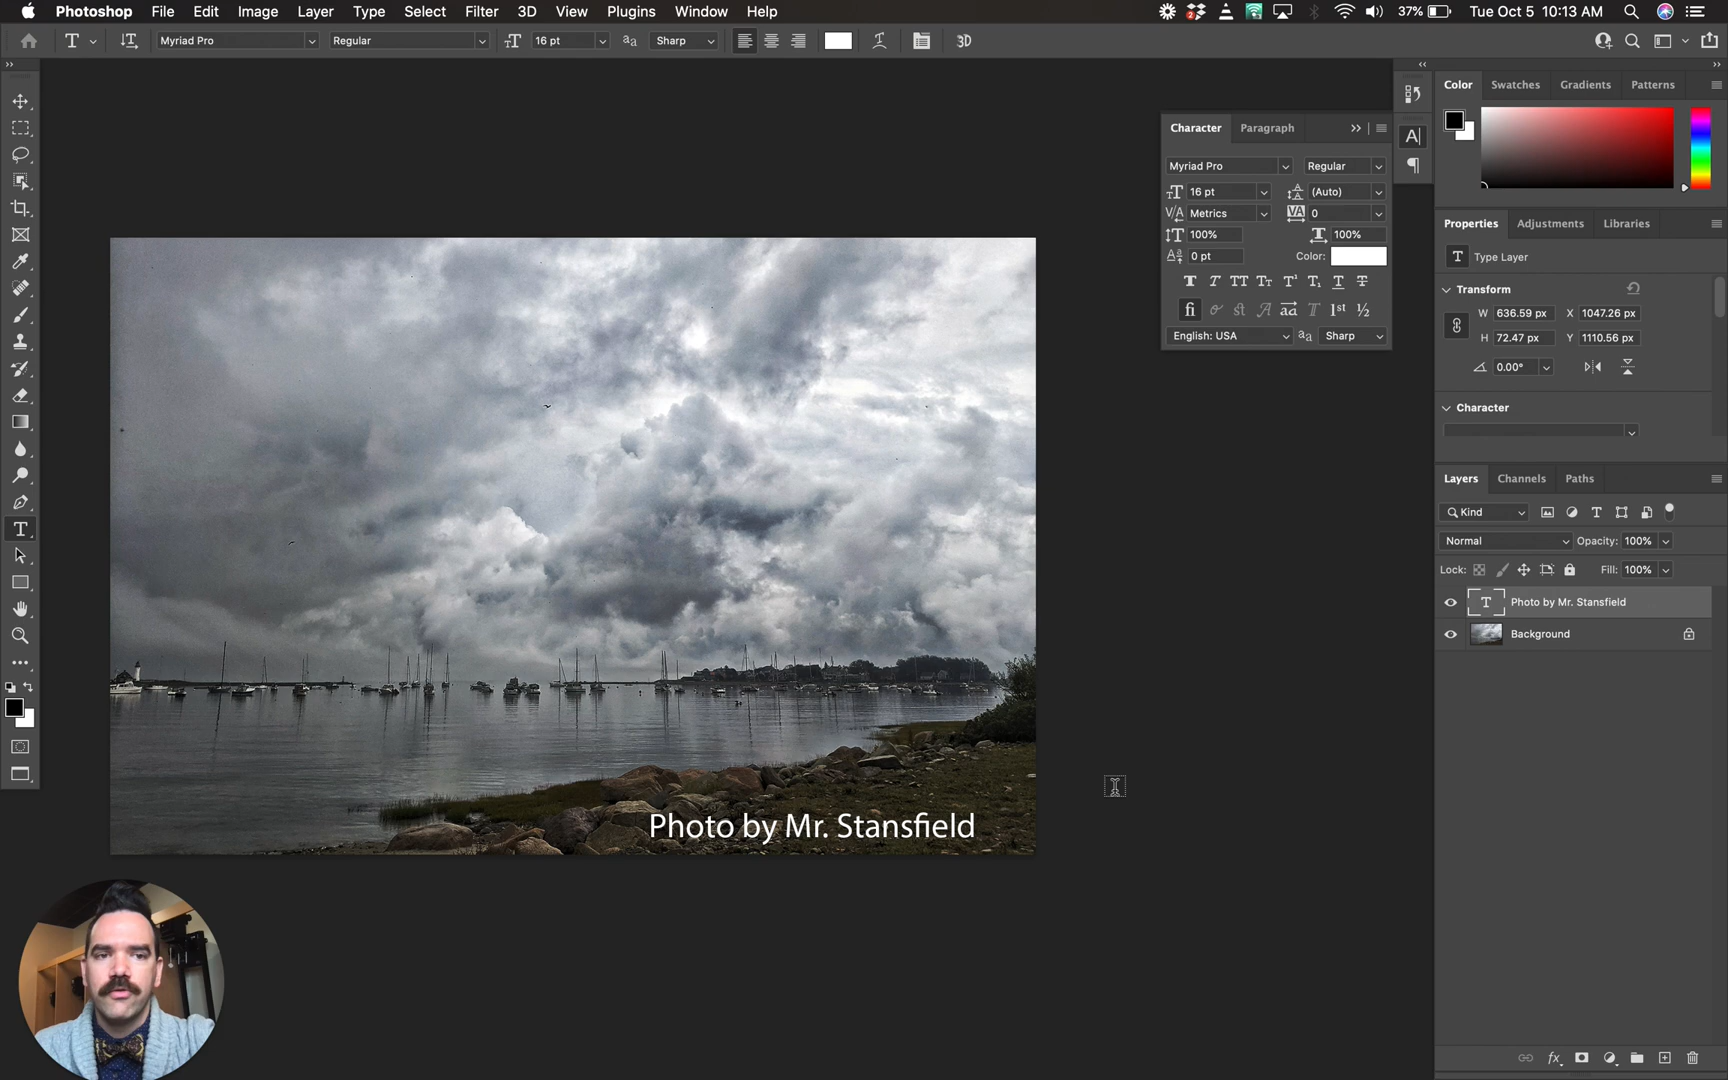 Photoshop File Edit Image Layer Type Select Filter 3D View Plugins Window Help 37% Tue Oct 5 10:13 AM
T Myriad Pro Regular 16 pt Sharp 3D
Color Swatches Gradients Patterns
Character Paragraph
Myriad Pro Regular
16 pt (Auto)
Metrics 0
100% 100%
0 pt Color:
English: USA Sharp
Properties Adjustments Libraries
T Type Layer
Transform
W 636.59 px X 1047.26 px
H 72.47 px Y 1110.56 px
0.00°
Character
Layers Channels Paths
Kind
Normal Opacity: 100%
Lock: Fill: 100%
T Photo by Mr. Stansfield
Background
Photo by Mr. Stansfield
fx